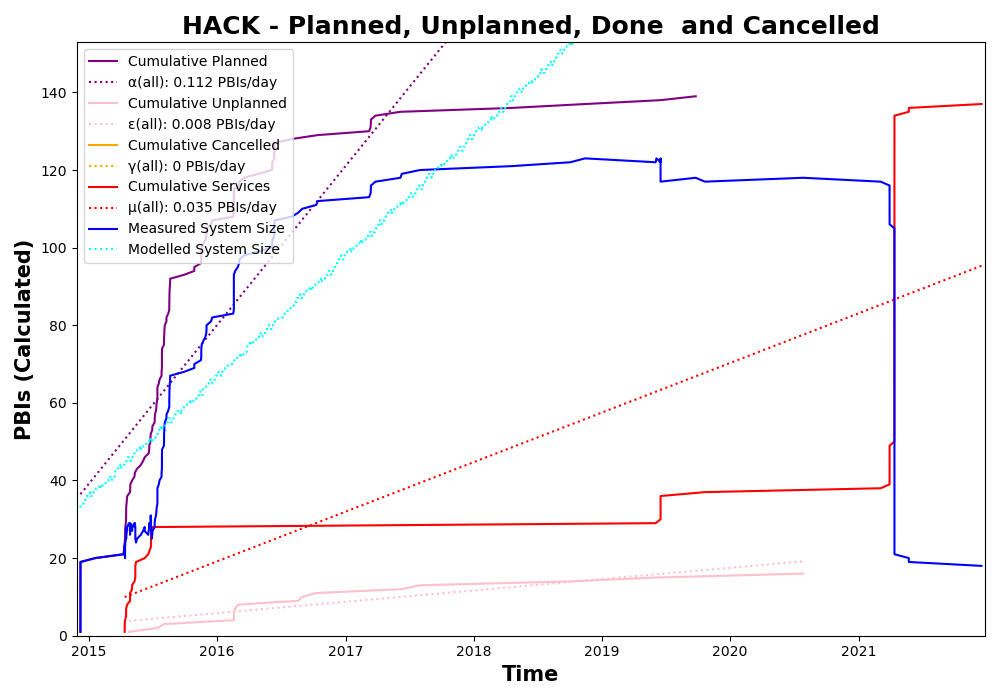 HACK - Planned, Unplanned, Done  and Cancelled
PBIs (Calculated)
140
120
100
80
60
40
20
0
Cumulative Planned
α(all): 0.112 PBIs/day
Cumulative Unplanned
ε(all): 0.008 PBIs/day
Cumulative Cancelled
γ(all): 0 PBIs/day
Cumulative Services
μ(all): 0.035 PBIs/day
Measured System Size
Modelled System Size
2015 2016 2017 2018 2019 2020 2021
Time